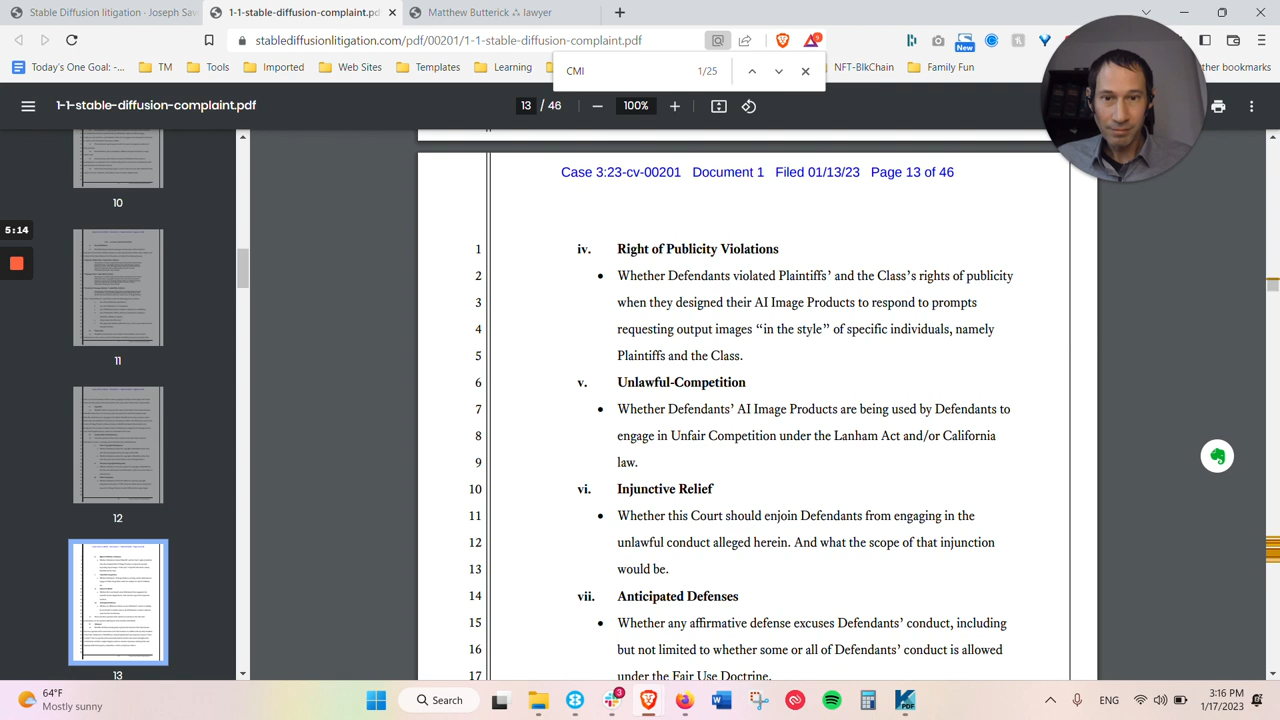 Stable Diffusion litigation · Joseph Sav
1-1-stable-diffusion-complaint.pdf
Matthew Butterick ⁂ lawyer
stablediffusionlitigation.com/pdf/00201/1-1-stable-diffusion-complaint.pdf
5
New
CMI
1/25
Today's One Goal: -...
TM
Tools
Imported
Web Sites
Templates
Learning
NFT-BlkChain
Family Fun
other bookmarks
1-1-stable-diffusion-complaint.pdf
13 / 46
100%
10
11
12
13
5:14
Case 3:23-cv-00201 Document 1 Filed 01/13/23 Page 13 of 46
1 iv. Right of Publicity Violations
2 • Whether Defendants violated Plaintiffs' and the Class's rights of publicity
3 when they designed their AI Image Products to respond to prompts
4 requesting output images “in the style” of specific individuals, namely
5 Plaintiffs and the Class.
6 v. Unlawful-Competition
7 • Whether Defendants' AI Image Products are being used by Defendants to
8 engage in Unfair Competition under the Lanham Act and/or California
9 law.
10 vi. Injunctive Relief
11 • Whether this Court should enjoin Defendants from engaging in the
12 unlawful conduct alleged herein. And what the scope of that injunction
13 would be.
14 vii. Anticipated Defenses
15 • Whether any affirmative defense excuses Defendants' conduct, including
16 but not limited to whether some or all of Defendants' conduct is allowed
17 under the Fair Use Doctrine.
64°F
Mostly sunny
Search
3
ENG
3:16 PM
1/17/2023